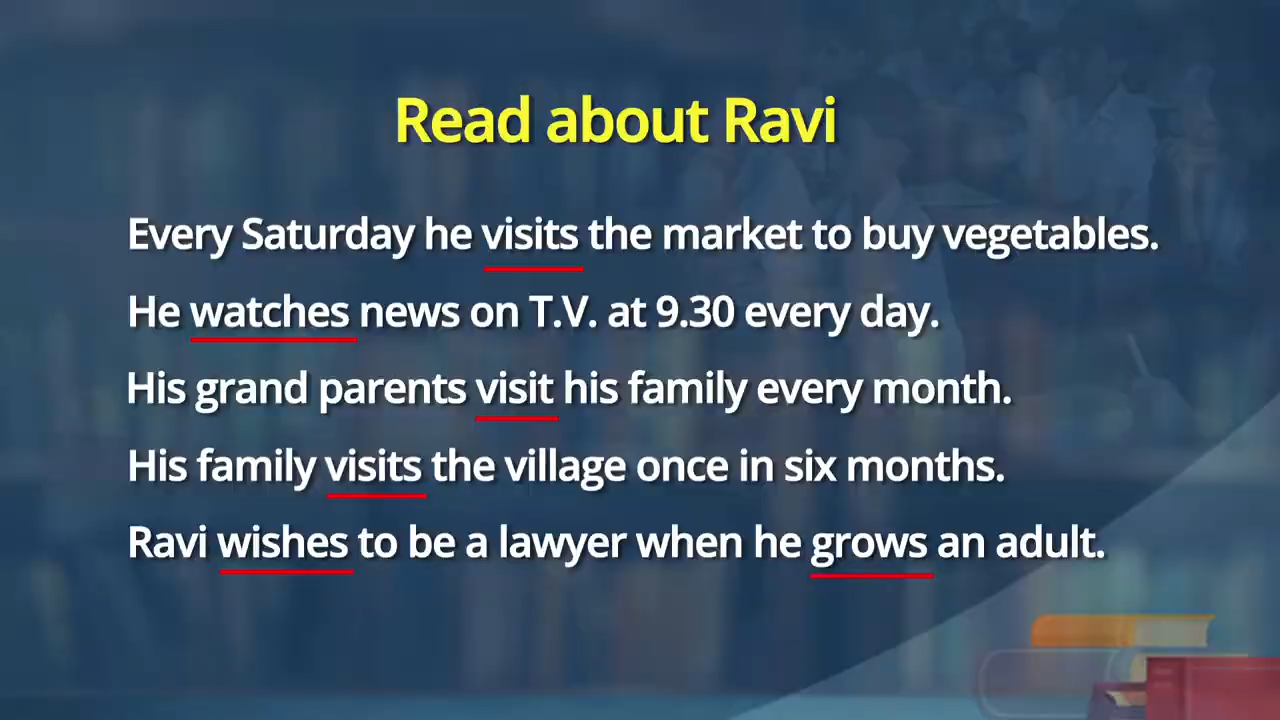 Read about Ravi
Every Saturday he visits the market to buy vegetables.
He watches news on T.V. at 9.30 every day.
His grand parents visit his family every month.
His family visits the village once in six months.
Ravi wishes to be a lawyer when he grows an adult.